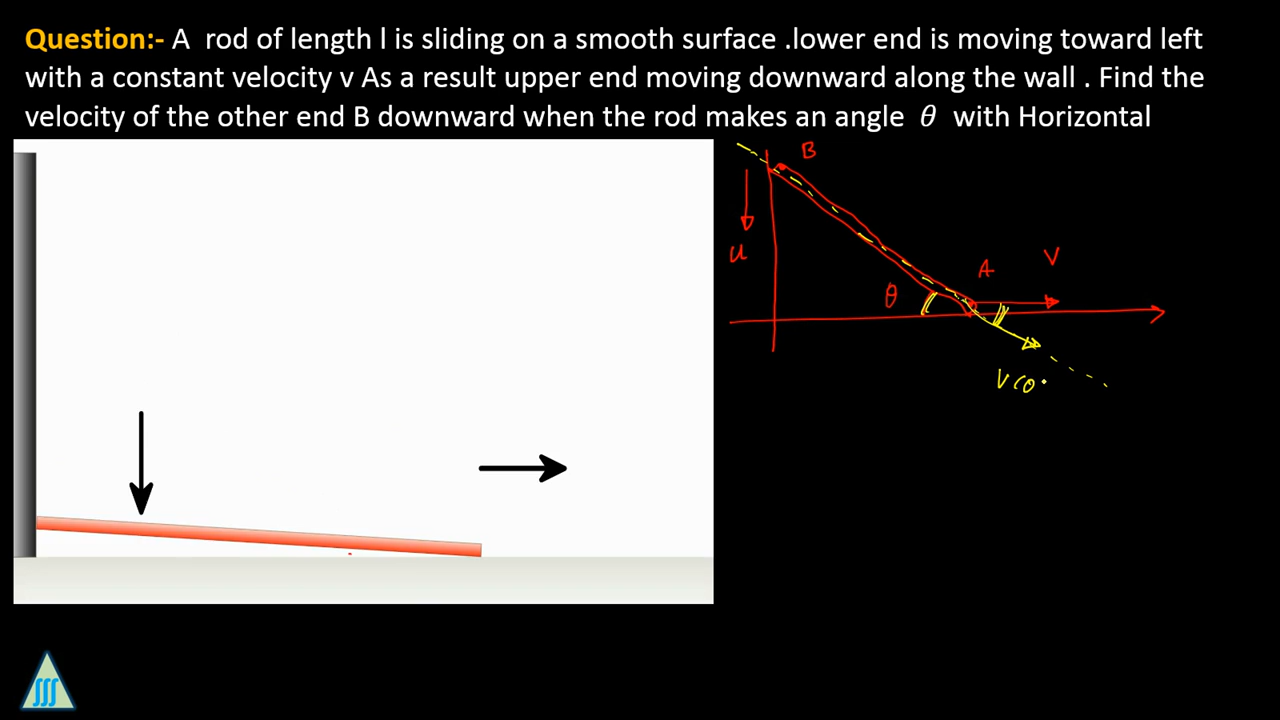 Question:- A rod of length l is sliding on a smooth surface .lower end is moving toward left
with a constant velocity v As a result upper end moving downward along the wall . Find the
velocity of the other end B downward when the rod makes an angle θ with Horizontal
B
u
A
V
θ
V co
∫∫∫